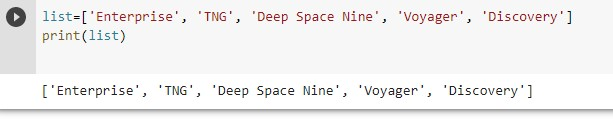 list=['Enterprise', 'TNG', 'Deep Space Nine', 'Voyager', 'Discovery']
print(list)
['Enterprise', 'TNG', 'Deep Space Nine', 'Voyager', 'Discovery']